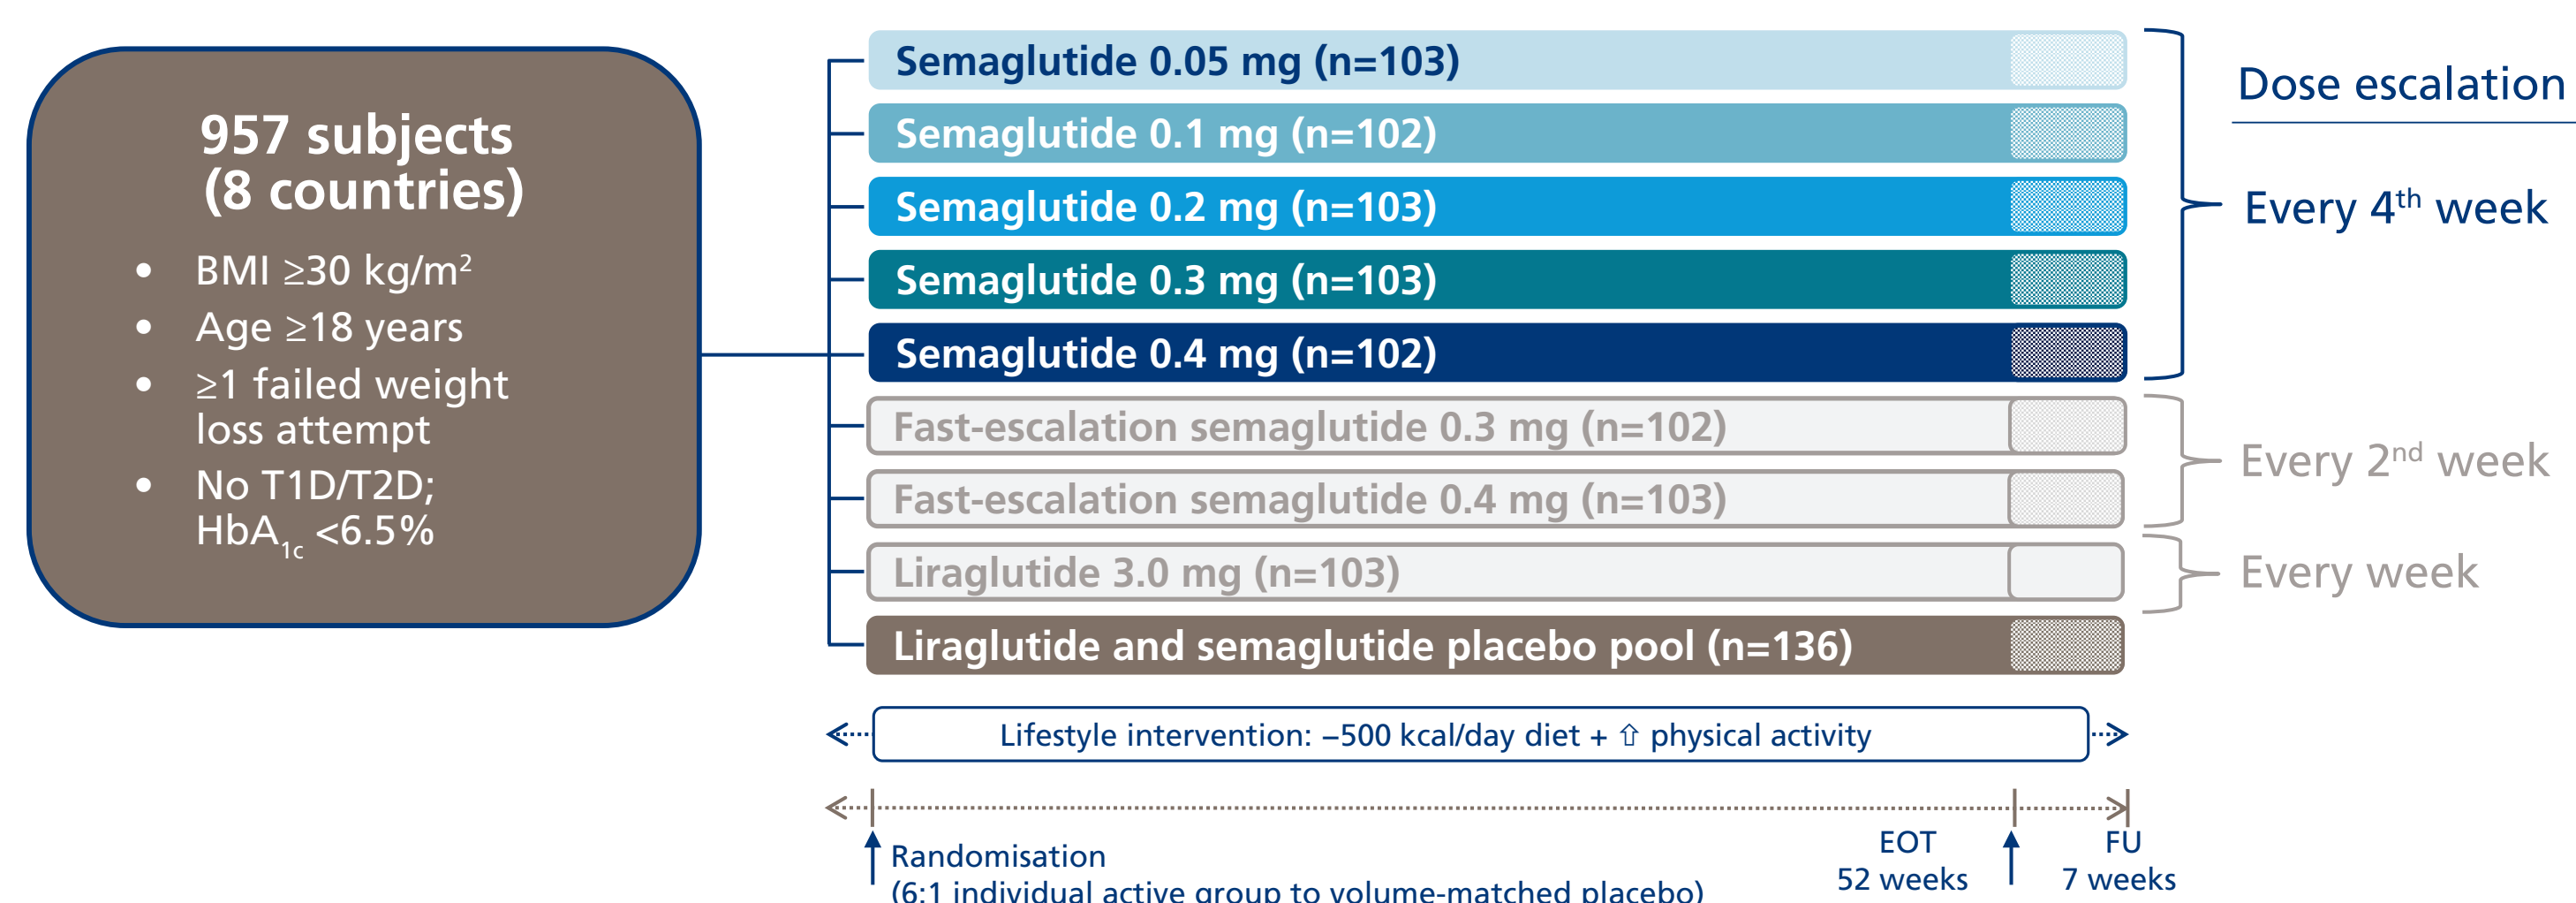 957 subjects
(8 countries)
• BMI ≥30 kg/m²
• Age ≥18 years
• ≥1 failed weight
loss attempt
• No T1D/T2D;
HbA1c <6.5%
Semaglutide 0.05 mg (n=103)
Semaglutide 0.1 mg (n=102)
Semaglutide 0.2 mg (n=103)
Semaglutide 0.3 mg (n=103)
Semaglutide 0.4 mg (n=102)
Fast-escalation semaglutide 0.3 mg (n=102)
Fast-escalation semaglutide 0.4 mg (n=103)
Liraglutide 3.0 mg (n=103)
Liraglutide and semaglutide placebo pool (n=136)
Dose escalation
Every 4th week
Every 2nd week
Every week
Lifestyle intervention: –500 kcal/day diet + ⇧ physical activity
Randomisation
(6:1 individual active group to volume-matched placebo)
EOT
52 weeks
FU
7 weeks